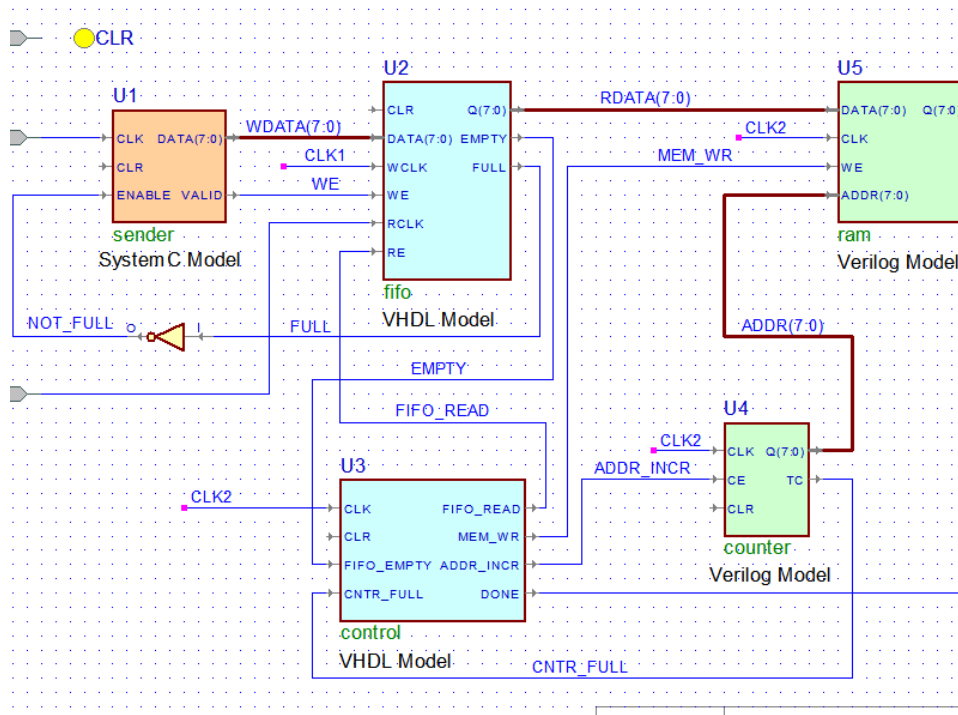 CLR
U1
CLK DATA(7:0)
CLR
ENABLE VALID
sender
System C Model
WDATA(7:0)
CLK1
WE
U2
CLR Q(7:0)
DATA(7:0) EMPTY
WCLK FULL
WE
RCLK
RE
fifo
VHDL Model
RDATA(7:0)
CLK2
MEM_WR
U5
DATA(7:0) Q(7:0)
CLK
WE
ADDR(7:0)
ram
Verilog Model
NOT_FULL
O I
FULL
EMPTY
FIFO_READ
ADDR(7:0)
U4
CLK2
CLK Q(7:0)
ADDR_INCR
CE TC
CLR
counter
Verilog Model
U3
CLK2
CLK FIFO_READ
CLR MEM_WR
FIFO_EMPTY ADDR_INCR
CNTR_FULL DONE
control
VHDL Model
CNTR_FULL